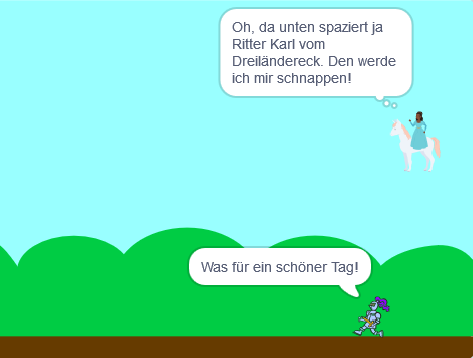 Oh, da unten spaziert ja
Ritter Karl vom
Dreiländereck. Den werde
ich mir schnappen!
Was für ein schöner Tag!